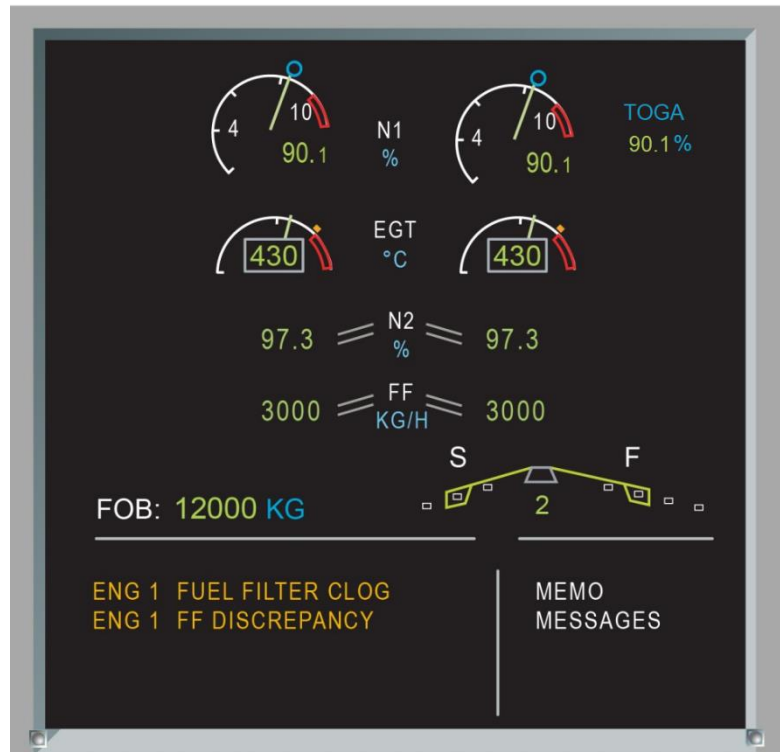 4 10 90.1 N1 % 4 10 90.1 TOGA
90.1%
430 EGT °C 430
97.3 N2 % 97.3
3000 FF KG/H 3000
S F
FOB: 12000 KG 2
ENG 1 FUEL FILTER CLOG
ENG 1 FF DISCREPANCY
MEMO
MESSAGES